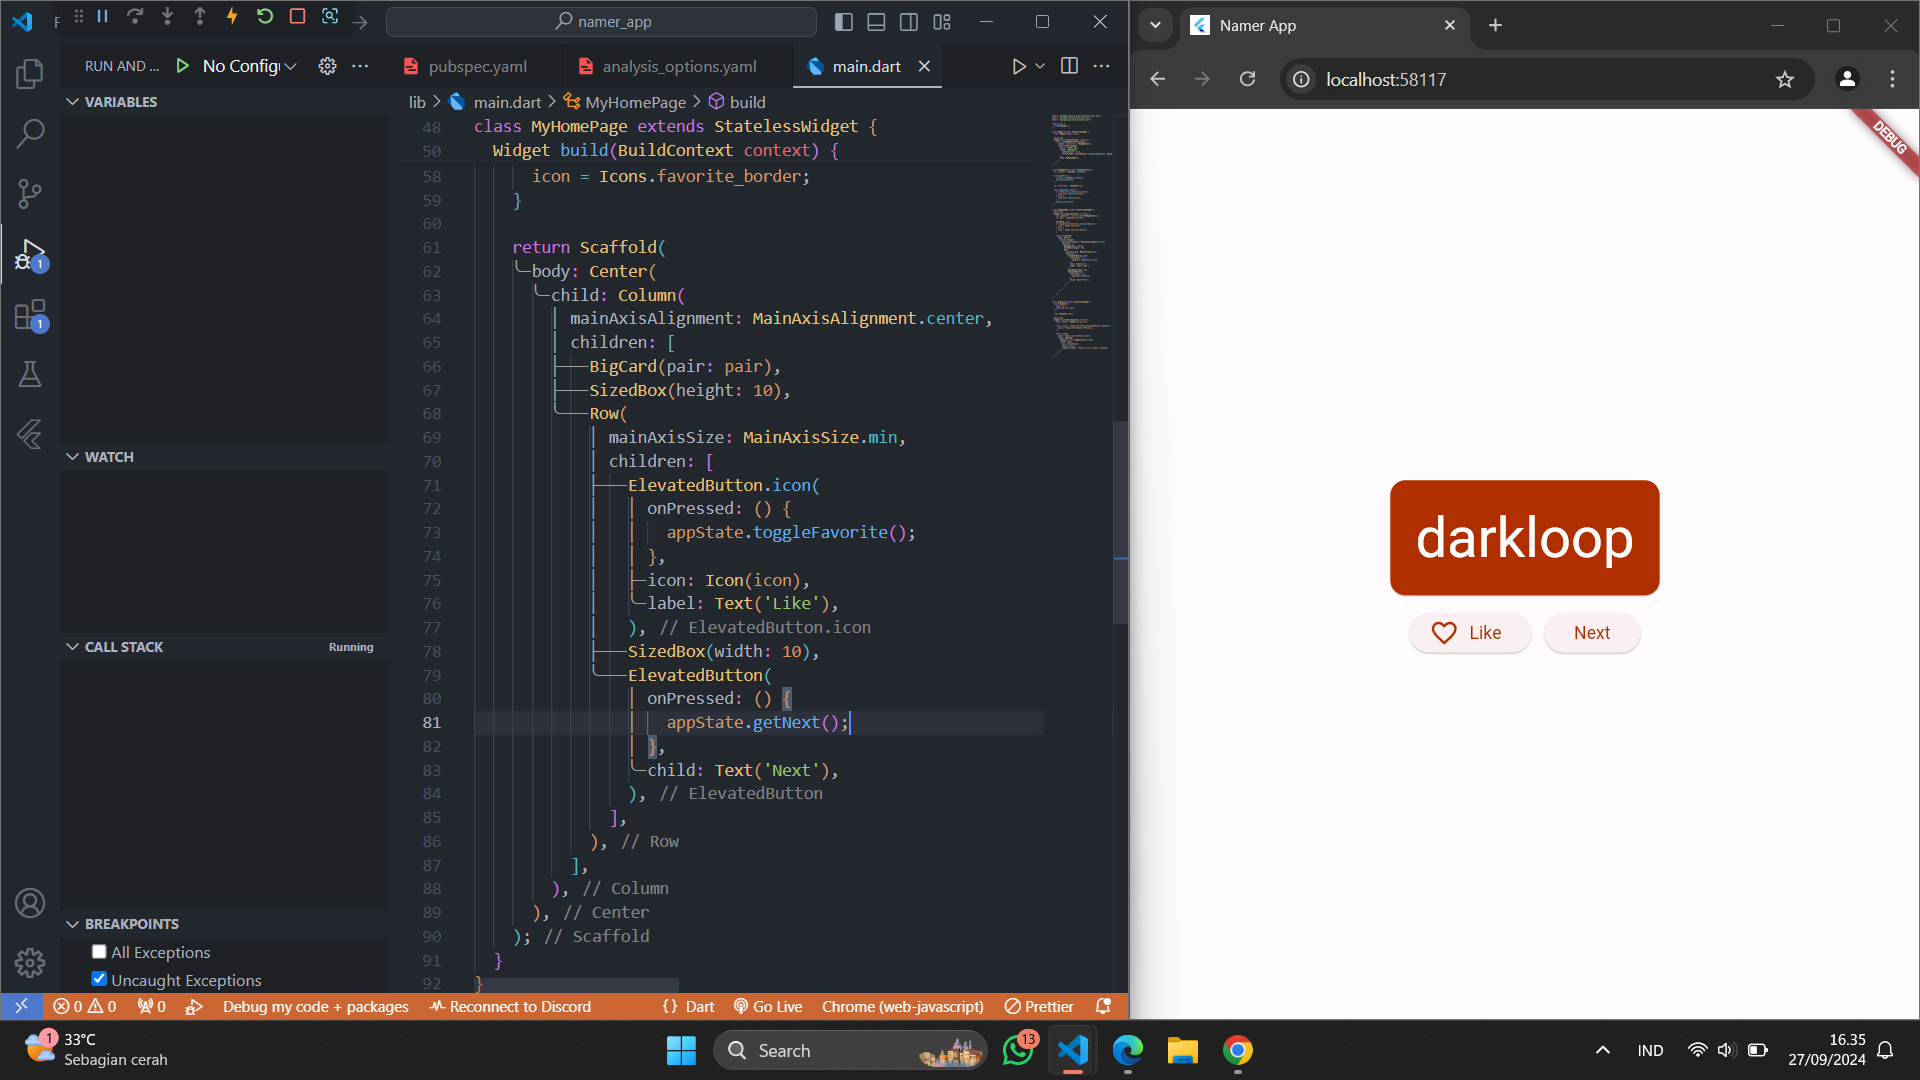 namer_app
RUN AND ...
No Config
pubspec.yaml
analysis_options.yaml
main.dart
VARIABLES
WATCH
CALL STACK
Running
BREAKPOINTS
All Exceptions
Uncaught Exceptions
lib > main.dart > MyHomePage > build
48 class MyHomePage extends StatelessWidget {
50 Widget build(BuildContext context) {
58 icon = Icons.favorite_border;
59 }
60
61 return Scaffold(
62 body: Center(
63 child: Column(
64 mainAxisAlignment: MainAxisAlignment.center,
65 children: [
66 BigCard(pair: pair),
67 SizedBox(height: 10),
68 Row(
69 mainAxisSize: MainAxisSize.min,
70 children: [
71 ElevatedButton.icon(
72 onPressed: () {
73 appState.toggleFavorite();
74 },
75 icon: Icon(icon),
76 label: Text('Like'),
77 ), // ElevatedButton.icon
78 SizedBox(width: 10),
79 ElevatedButton(
80 onPressed: () {
81 appState.getNext();
82 },
83 child: Text('Next'),
84 ), // ElevatedButton
85 ],
86 ), // Row
87 ],
88 ), // Column
89 ), // Center
90 ); // Scaffold
91 }
92 }
1
1
0 0 0 Debug my code + packages Reconnect to Discord {} Dart Go Live Chrome (web-javascript) Prettier
Namer App
localhost:58117
DEBUG
darkloop
Like
Next
1
33°C
Sebagian cerah
Search
13
IND
16.35
27/09/2024